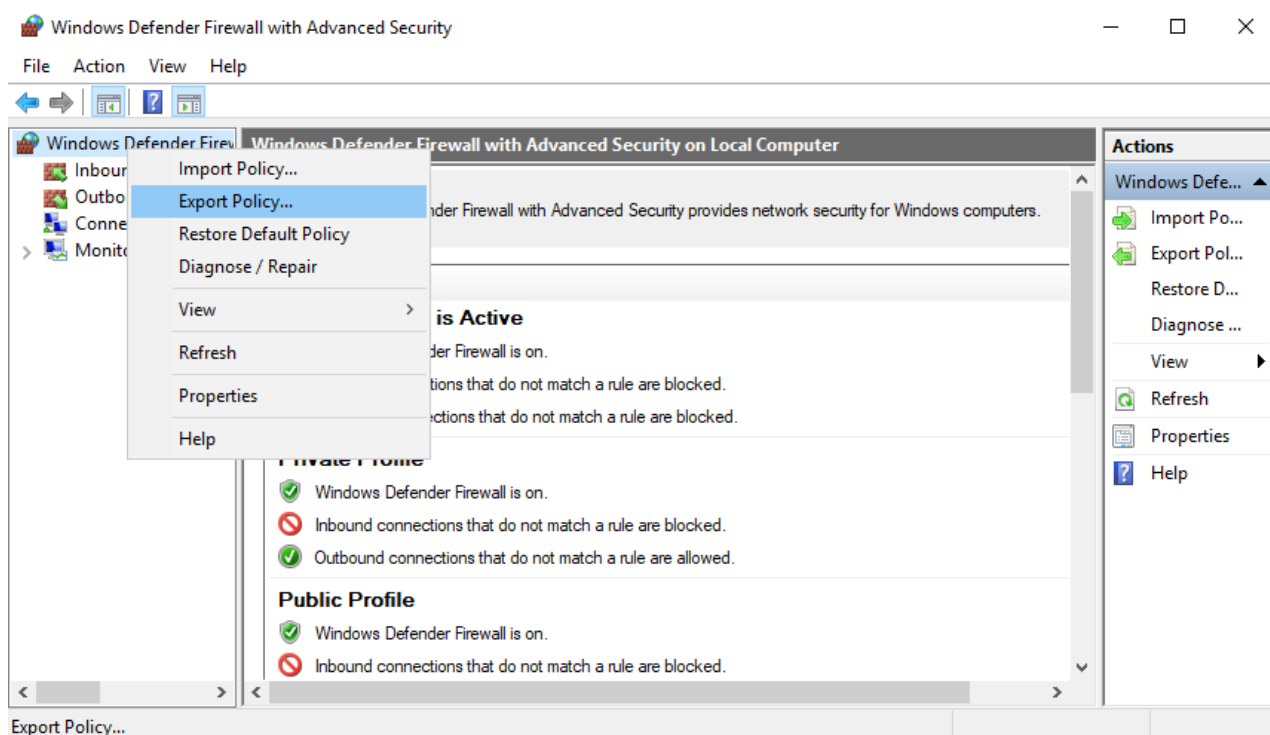 Windows Defender Firewall with Advanced Security
File Action View Help
Windows Defender Firew
Inbour
Outbo
Conne
Monito
Import Policy...
Export Policy...
Restore Default Policy
Diagnose / Repair
View
Refresh
Properties
Help
Windows Defender Firewall with Advanced Security on Local Computer
nder Firewall with Advanced Security provides network security for Windows computers.
is Active
der Firewall is on.
tions that do not match a rule are blocked.
ections that do not match a rule are blocked.
Private Profile
Windows Defender Firewall is on.
Inbound connections that do not match a rule are blocked.
Outbound connections that do not match a rule are allowed.
Public Profile
Windows Defender Firewall is on.
Inbound connections that do not match a rule are blocked.
Actions
Windows Defe...
Import Po...
Export Pol...
Restore D...
Diagnose ...
View
Refresh
Properties
Help
Export Policy...